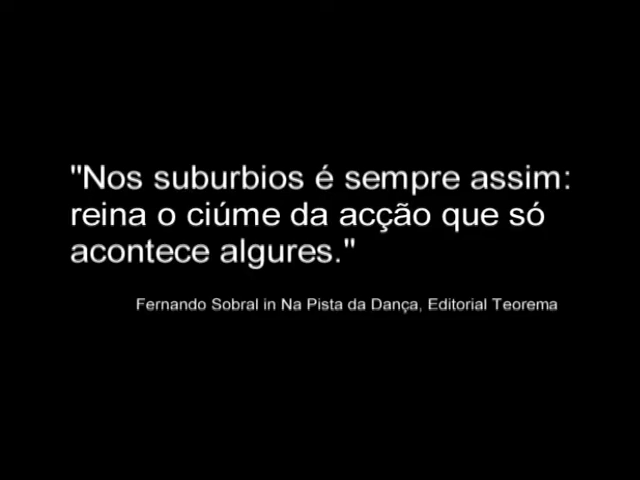 "Nos suburbios é sempre assim:
reina o ciúme da acção que só
acontece algures."
Fernando Sobral in Na Pista da Dança, Editorial Teorema